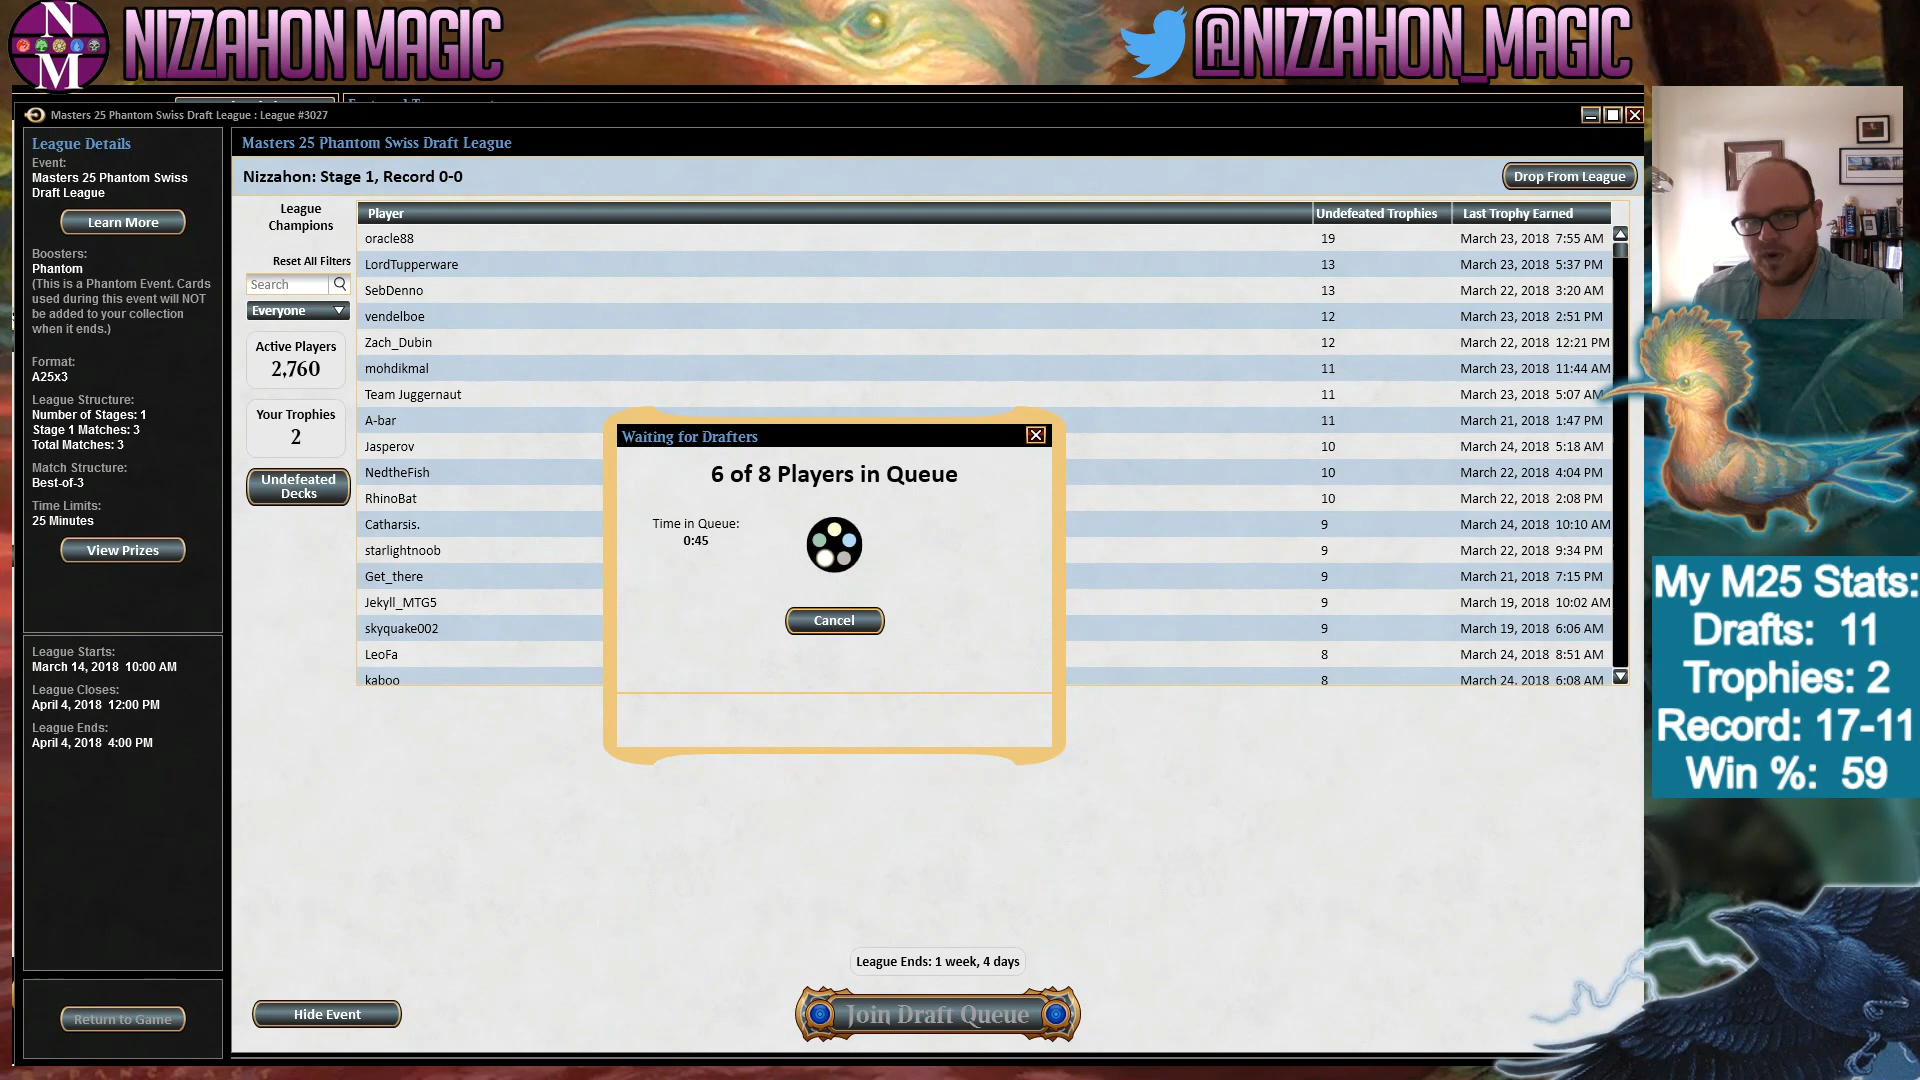 NIZZAHON MAGIC
@NIZZAHON_MAGIC
N
M
Masters 25 Phantom Swiss Draft League : League #3027
League Details
Event:
Masters 25 Phantom Swiss
Draft League
Learn More
Boosters:
Phantom
(This is a Phantom Event. Cards
used during this event will NOT
be added to your collection
when it ends.)
Format:
A25x3
League Structure:
Number of Stages: 1
Stage 1 Matches: 3
Total Matches: 3
Match Structure:
Best-of-3
Time Limits:
25 Minutes
View Prizes
League Starts:
March 14, 2018 10:00 AM
League Closes:
April 4, 2018 12:00 PM
League Ends:
April 4, 2018 4:00 PM
Return to Game
Masters 25 Phantom Swiss Draft League
Nizzahon: Stage 1, Record 0-0
Drop From League
League
Champions
Reset All Filters
Search
Everyone
Active Players
2,760
Your Trophies
2
Undefeated
Decks
Player Undefeated Trophies Last Trophy Earned
oracle88 19 March 23, 2018 7:55 AM
LordTupperware 13 March 23, 2018 5:37 PM
SebDenno 13 March 22, 2018 3:20 AM
vendelboe 12 March 23, 2018 2:51 PM
Zach_Dubin 12 March 22, 2018 12:21 PM
mohdikmal 11 March 23, 2018 11:44 AM
Team Juggernaut 11 March 23, 2018 5:07 AM
A-bar 11 March 21, 2018 1:47 PM
Jasperov 10 March 24, 2018 5:18 AM
NedtheFish 10 March 22, 2018 4:04 PM
RhinoBat 10 March 22, 2018 2:08 PM
Catharsis. 9 March 24, 2018 10:10 AM
starlightnoob 9 March 22, 2018 9:34 PM
Get_there 9 March 21, 2018 7:15 PM
Jekyll_MTG5 9 March 19, 2018 10:02 AM
skyquake002 9 March 19, 2018 6:06 AM
LeoFa 8 March 24, 2018 8:51 AM
kaboo 8 March 24, 2018 6:08 AM
Waiting for Drafters
6 of 8 Players in Queue
Time in Queue:
0:45
Cancel
League Ends: 1 week, 4 days
Hide Event
Join Draft Queue
My M25 Stats:
Drafts: 11
Trophies: 2
Record: 17-11
Win %: 59